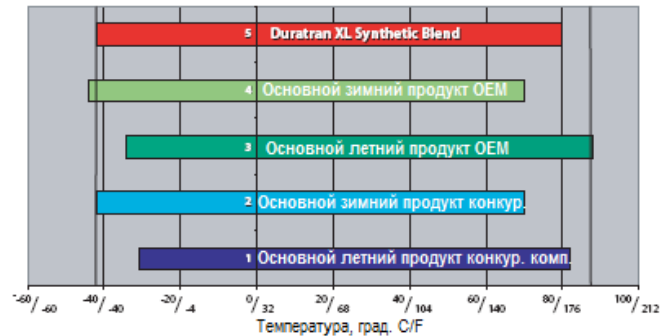 5 Duratran XL Synthetic Blend
4 Основной зимний продукт OEM
3 Основной летний продукт OEM
2 Основной зимний продукт конкур.
1 Основной летний продукт конкур. комп.
-60/-60 -40/-40 -20/-4 0/32 20/68 40/104 60/140 80/176 100/212
Температура, град. C/F